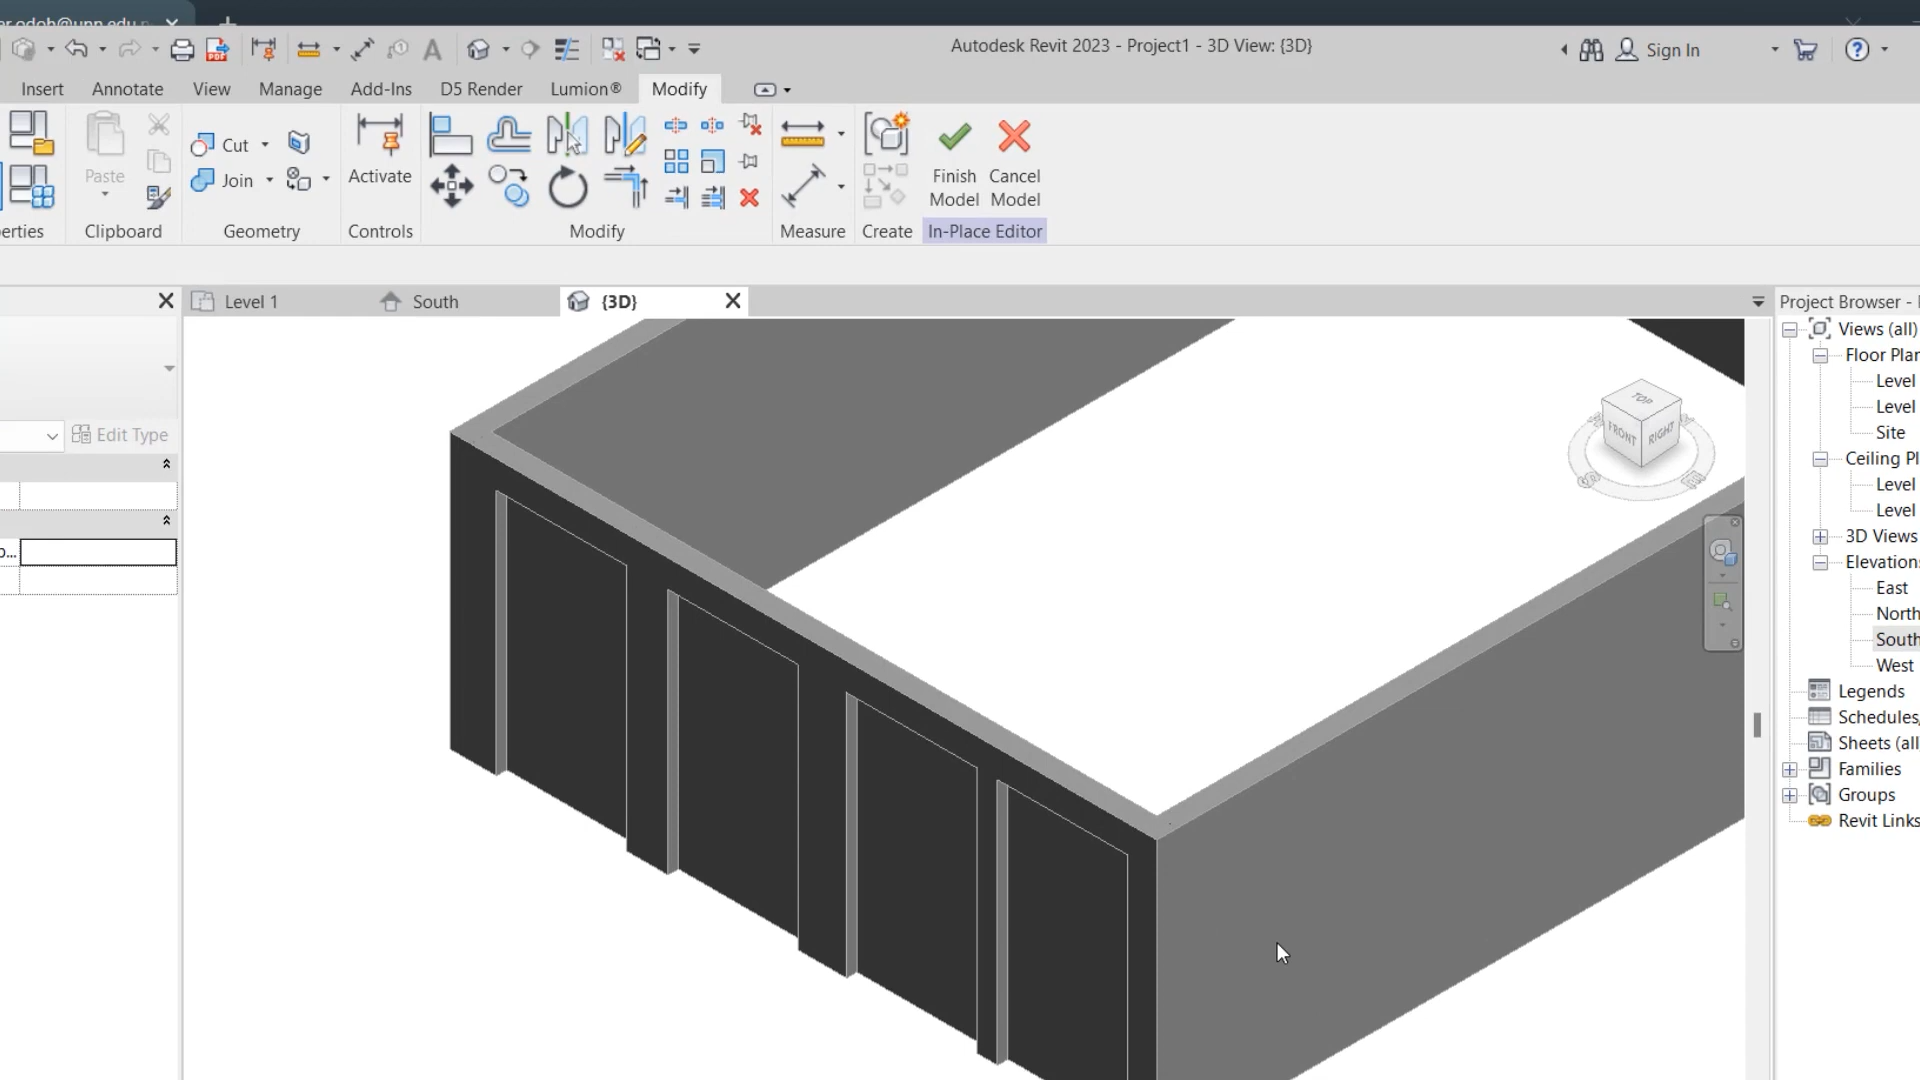 er.odoh@unn.edu.n
Autodesk Revit 2023 - Project1 - 3D View: {3D}
Sign In
Insert
Annotate
View
Manage
Add-Ins
D5 Render
Lumion®
Modify
Paste
Cut
Join
Activate
Finish Model
Cancel Model
erties
Clipboard
Geometry
Controls
Modify
Measure
Create
In-Place Editor
Level 1
South
{3D}
Project Browser -
Edit Type
o...
TOP
FRONT
RIGHT
Views (all)
Floor Plan
Level
Level
Site
Ceiling Pl
Level
Level
3D Views
Elevations
East
North
South
West
Legends
Schedules,
Sheets (all
Families
Groups
Revit Links